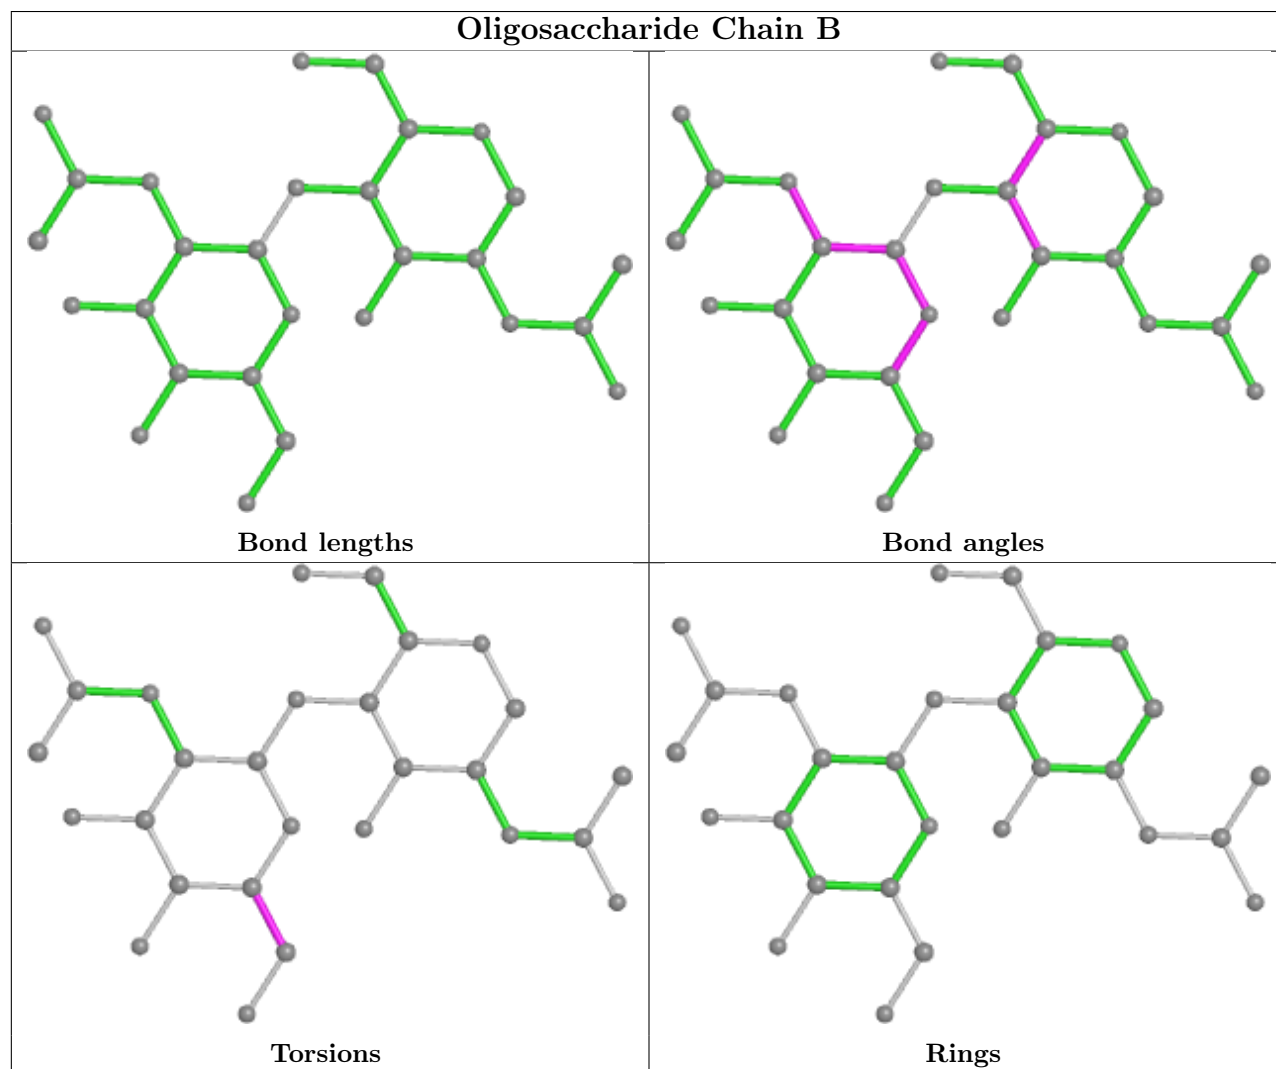 Oligosaccharide Chain B
Bond lengths
Bond angles
Torsions
Rings